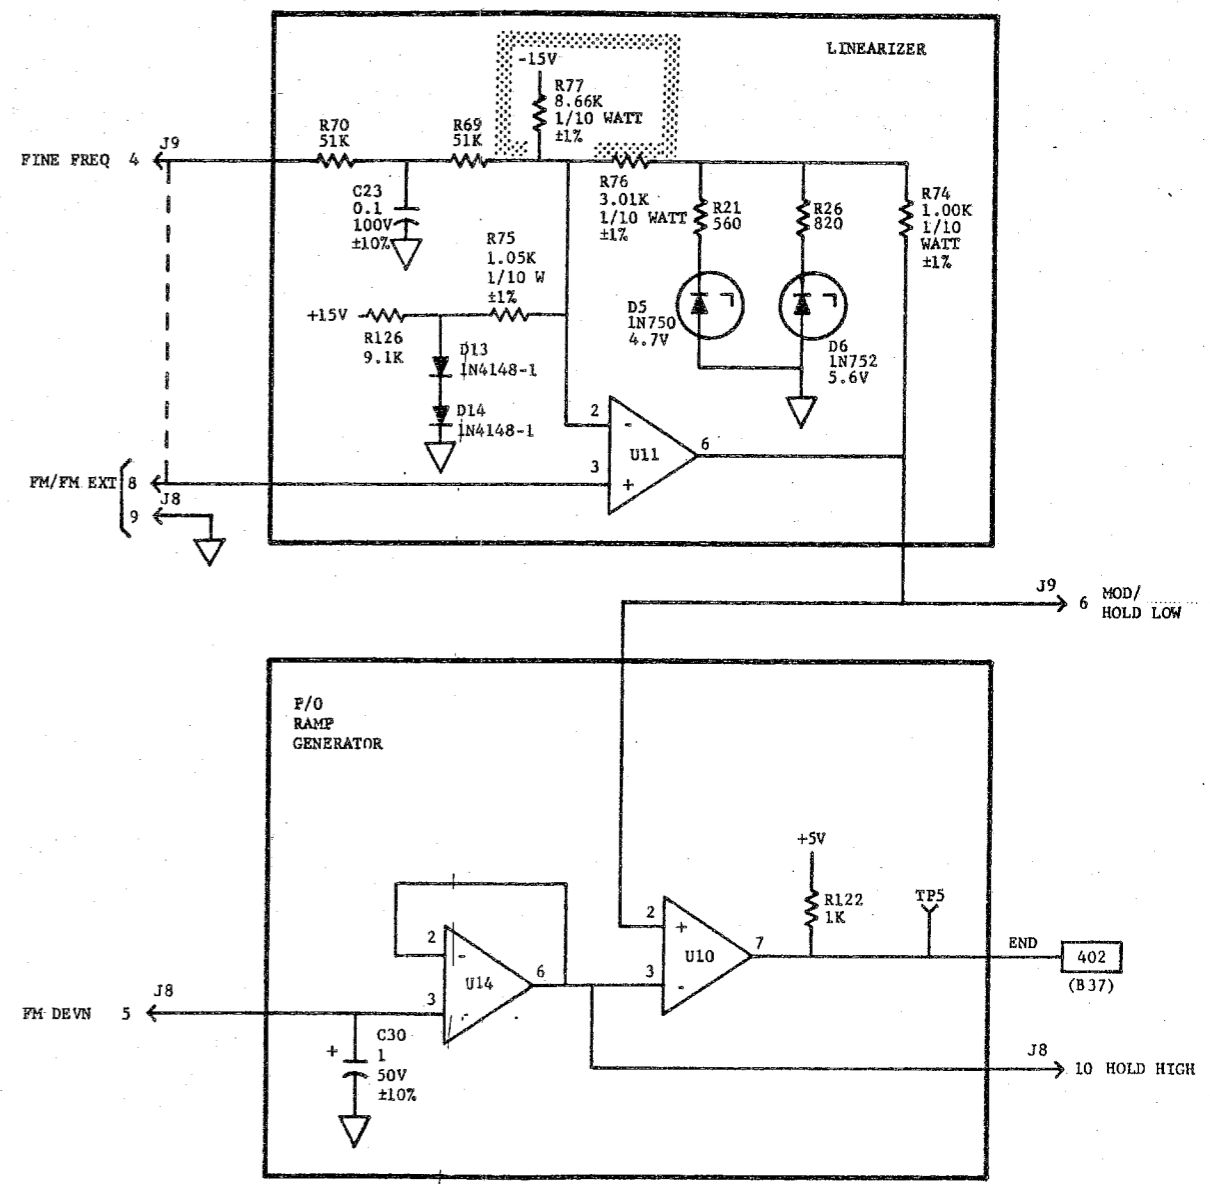 LINEARIZER
-15V
R77
8.66K
1/10 WATT
±1%
R70
51K
R69
51K
J9
FINE FREQ 4
C23
0.1
100V
±10%
R76
3.01K
1/10 WATT
±1%
R21
560
R26
820
R74
1.00K
1/10
WATT
±1%
R75
1.05K
1/10 W
±1%
+15V
R126
9.1K
D13
1N4148-1
D14
1N4148-1
D5
1N750
4.7V
D6
1N752
5.6V
2
-
U11
6
3
+
FM/FM EXT 8
J8
9
J9
6 MOD/
HOLD LOW
P/O
RAMP
GENERATOR
+5V
R122
1K
TP5
2
+
U10
7
3
-
END
402
(B37)
2
-
U14
6
3
J8
FM DEVN 5
+
C30
1
50V
±10%
J8
10 HOLD HIGH